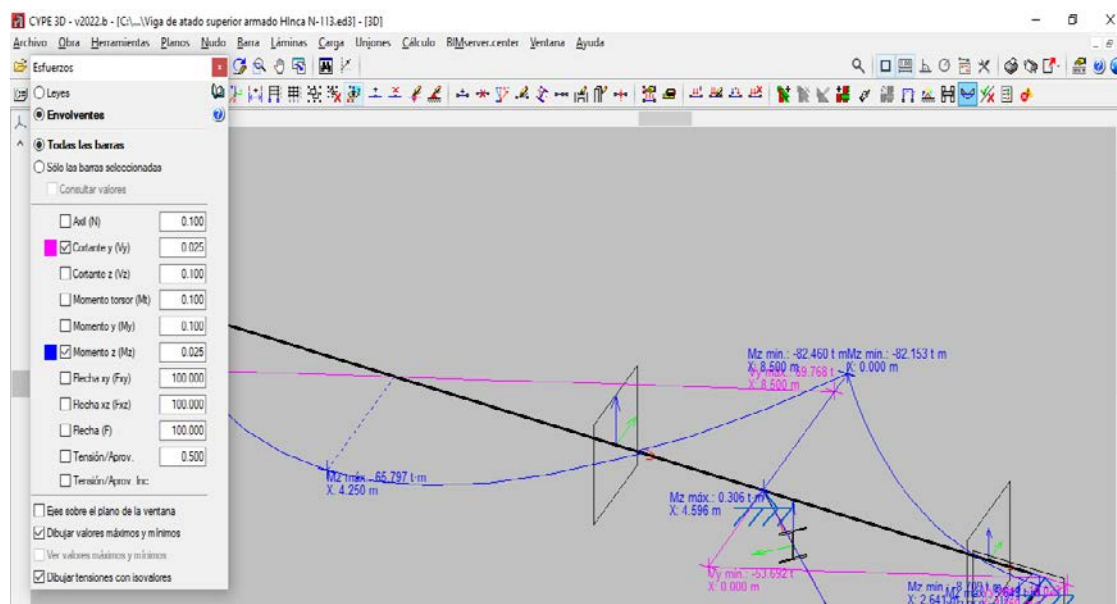 CYPE 3D - v2022.b - [C:\...\Viga de atado superior armado HInca N-113.ed3] - [3D]
Archivo Obra Herramientas Planos Nudo Barra Láminas Carga Uniones Cálculo BIMserver.center Ventana Ayuda
Esfuerzos
Leyes
Envolventes
Todas las barras
Sólo las barras seleccionadas
Consultar valores
Axil (N) 0.100
Cortante y (Vy) 0.025
Cortante z (Vz) 0.100
Momento torsor (Mt) 0.100
Momento y (My) 0.100
Momento z (Mz) 0.025
Flecha xy (Fxy) 100.000
Flecha xz (Fxz) 100.000
Flecha (F) 100.000
Tensión/Aprov. 0.500
Tensión/Aprov. Inc.
Ejes sobre el plano de la ventana
Dibujar valores máximos y mínimos
Ver valores máximos y mínimos
Dibujar tensiones con isovalores
Mz mín.: -82.460 t·m Mz mín.: -82.153 t·m
X: 8.500 m X: 0.000 m
Vy máx.: 69.768 t
X: 8.500 m
Mz máx.: 65.797 t·m
X: 4.250 m
Mz máx.: 0.306 t·m
X: 4.596 m
Vy mín.: -53.692 t
X: 0.000 m
X: 2.641 m